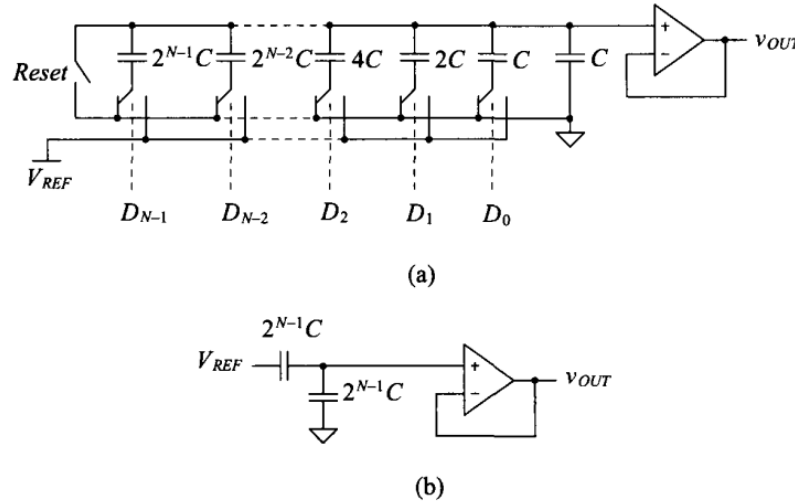 Reset
2^{N-1}C
2^{N-2}C
4C
2C
C
C
+
−
v_{OUT}
V_{REF}
D_{N-1}
D_{N-2}
D_2
D_1
D_0
(a)
2^{N-1}C
V_{REF}
+
−
v_{OUT}
2^{N-1}C
(b)